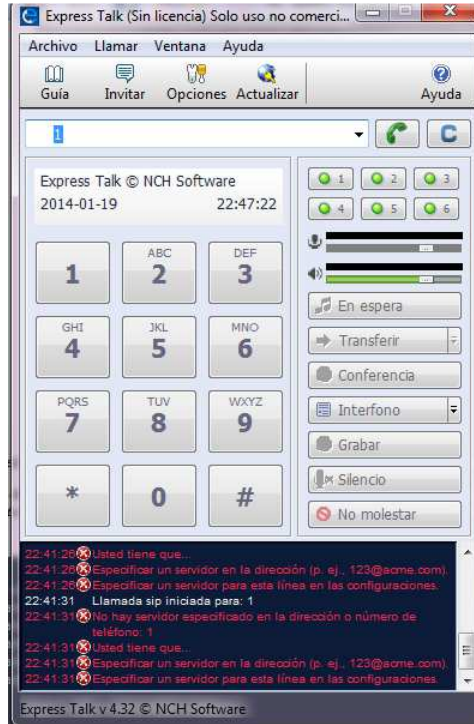 Express Talk (Sin licencia) Solo uso no comerci...
Archivo Llamar Ventana Ayuda
Guía Invitar Opciones Actualizar Ayuda
1
C
Express Talk © NCH Software
2014-01-19 22:47:22
1 2 3
4 5 6
1
ABC
2
DEF
3
GHI
4
JKL
5
MNO
6
PQRS
7
TUV
8
WXYZ
9
*
0
#
En espera
Transferir
Conferencia
Interfono
Grabar
Silencio
No molestar
22:41:26 Usted tiene que...
22:41:26 Especificar un servidor en la dirección (p. ej., 123@acme.com).
22:41:26 Especificar un servidor para esta línea en las configuraciones.
22:41:31 Llamada sip iniciada para: 1
22:41:31 No hay servidor especificado en la dirección o número de
teléfono: 1
22:41:31 Usted tiene que...
22:41:31 Especificar un servidor en la dirección (p. ej., 123@acme.com).
22:41:31 Especificar un servidor para esta línea en las configuraciones.
Express Talk v 4.32 © NCH Software